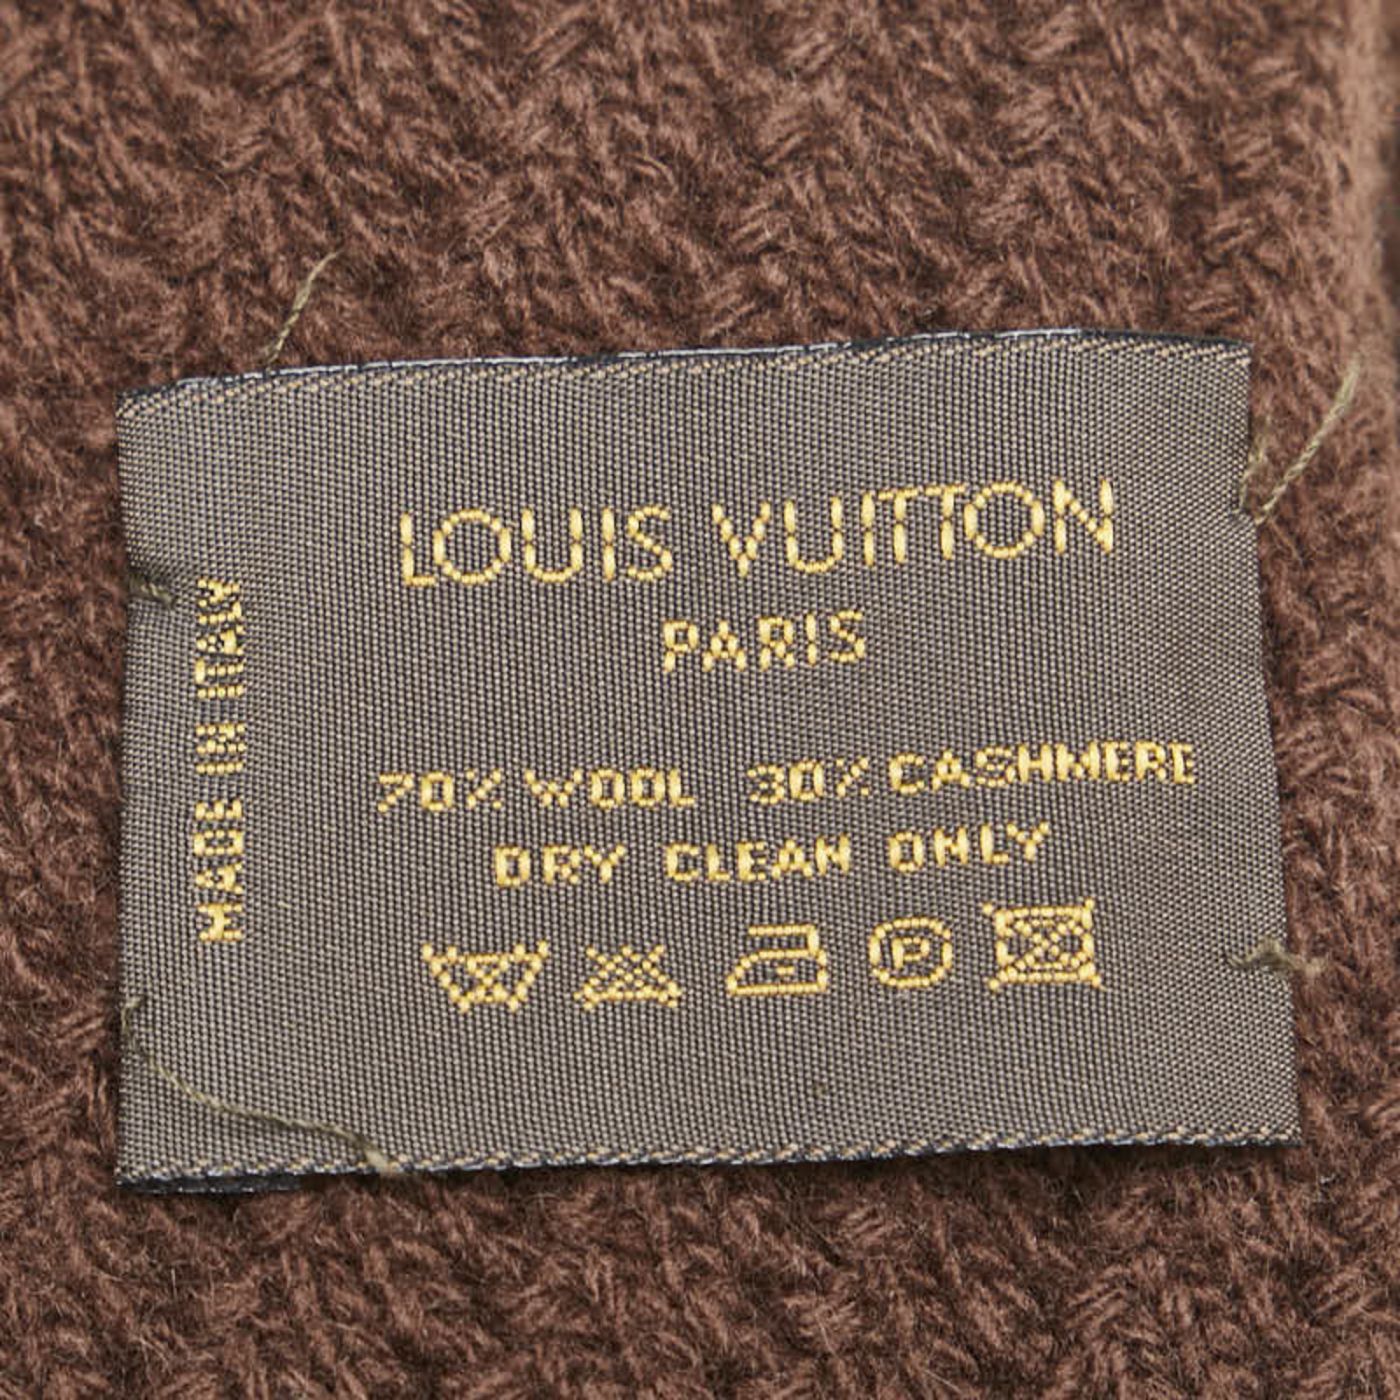 LOUIS VUITTON
PARIS
70% WOOL 30% CASHMERE
DRY CLEAN ONLY
P
MADE IN ITALY